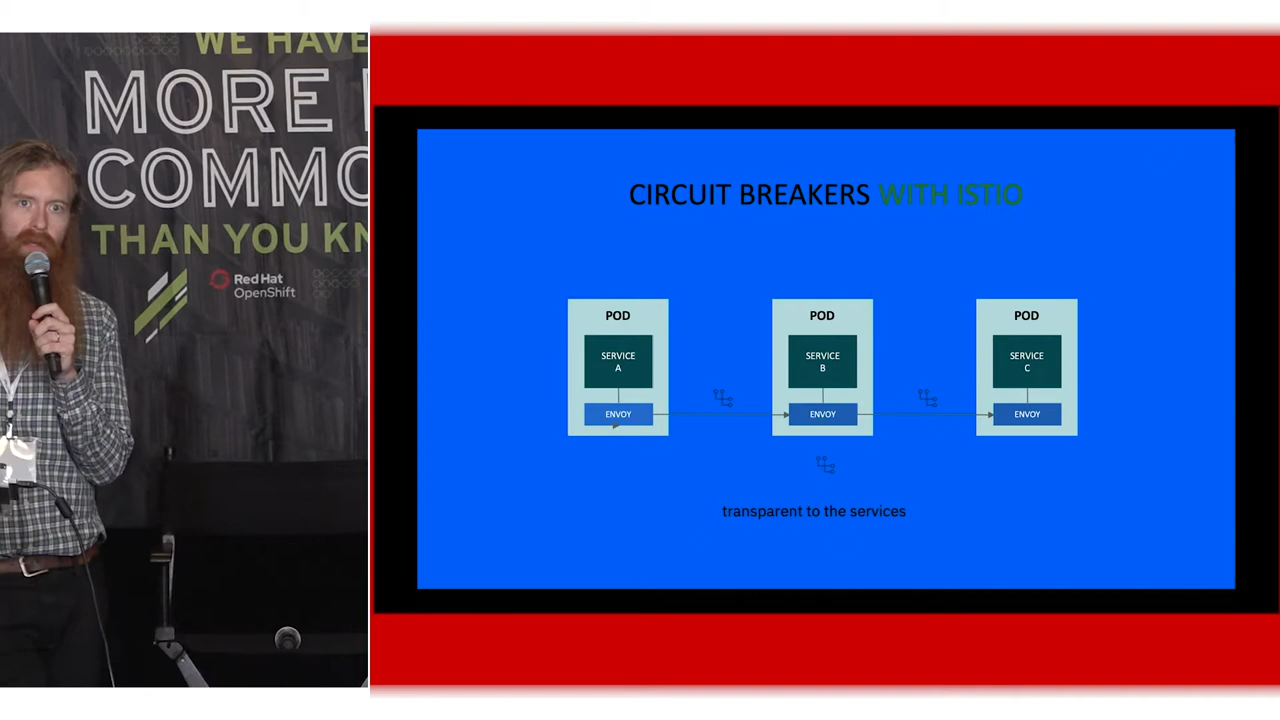 WE HAVE
MORE
COMMO
THAN YOU KN
Red Hat
OpenShift
CIRCUIT BREAKERS WITH ISTIO
POD
SERVICE
A
ENVOY
POD
SERVICE
B
ENVOY
POD
SERVICE
C
ENVOY
transparent to the services